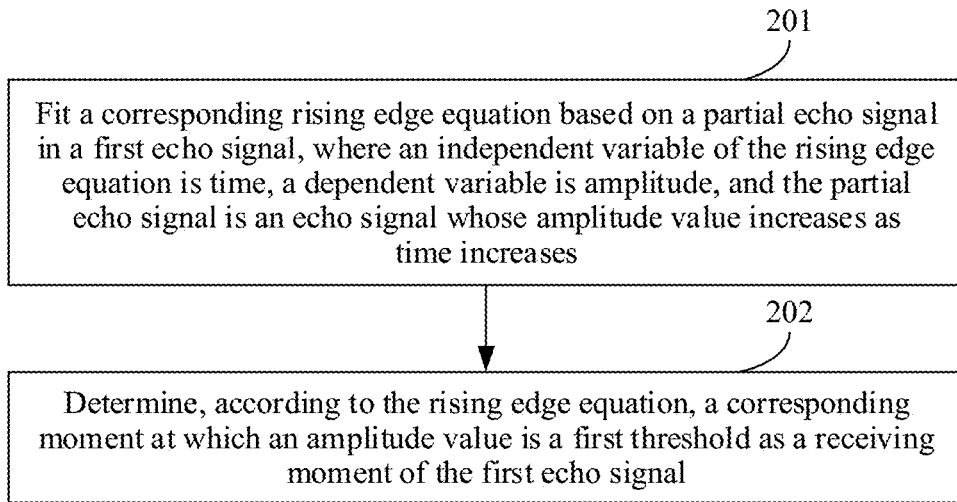 201
Fit a corresponding rising edge equation based on a partial echo signal
in a first echo signal, where an independent variable of the rising edge
equation is time, a dependent variable is amplitude, and the partial
echo signal is an echo signal whose amplitude value increases as
time increases
202
Determine, according to the rising edge equation, a corresponding
moment at which an amplitude value is a first threshold as a receiving
moment of the first echo signal